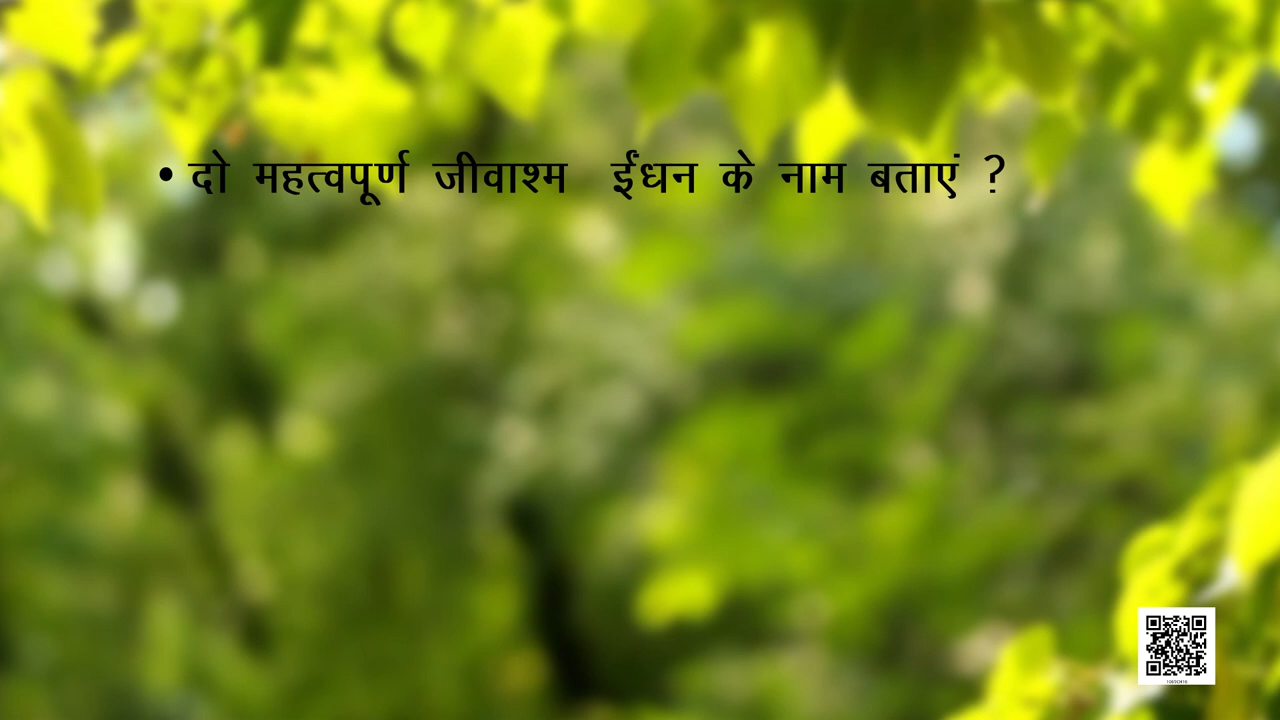 • दो महत्वपूर्ण जीवाश्म ईंधन के नाम बताएं ?